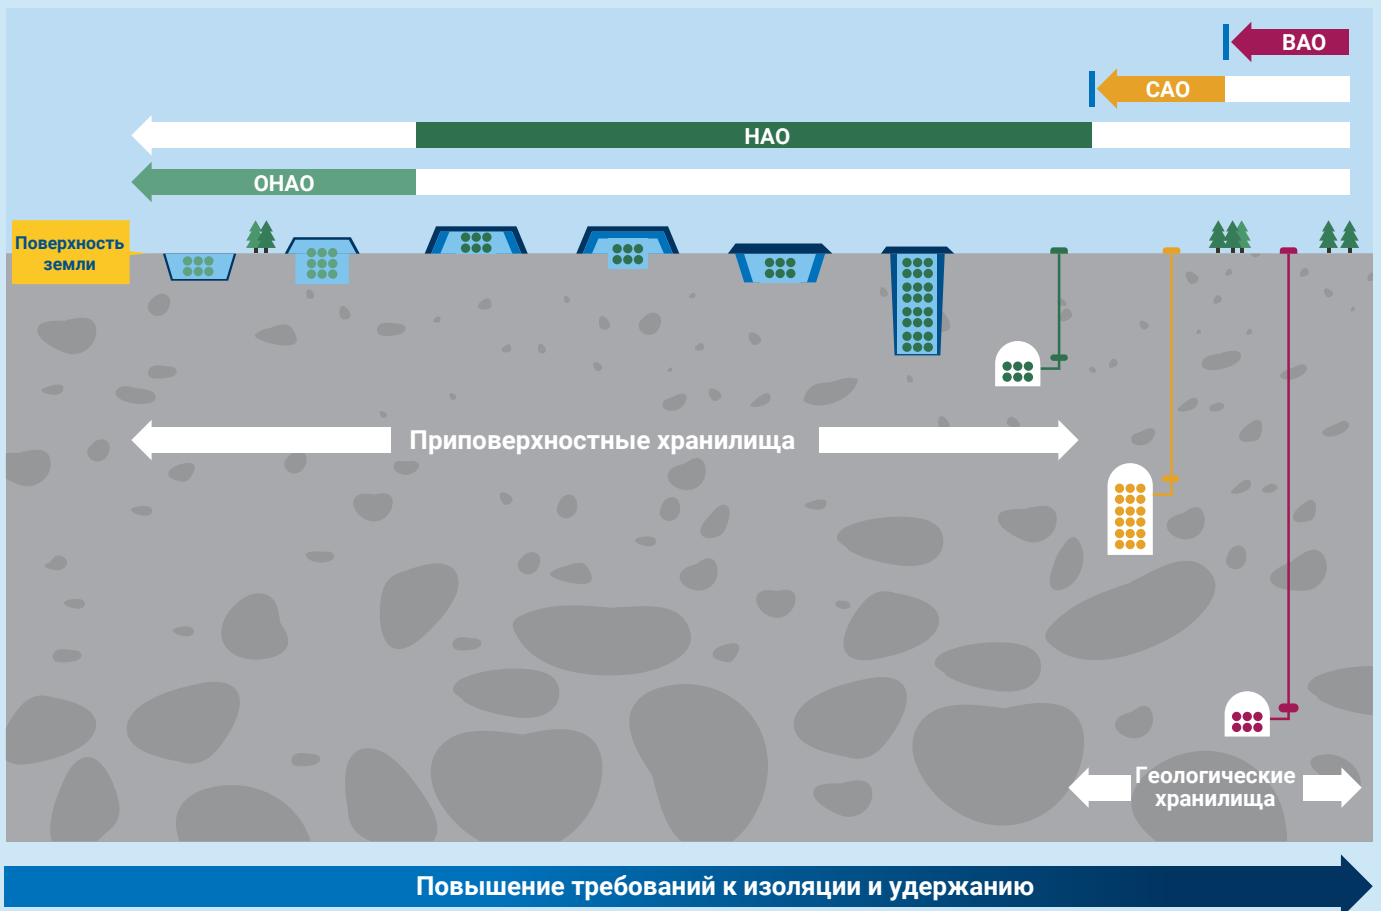 ВАО
САО
НАО
ОНАО
Поверхность
земли
Приповерхностные хранилища
Геологические
хранилища
Повышение требований к изоляции и удержанию